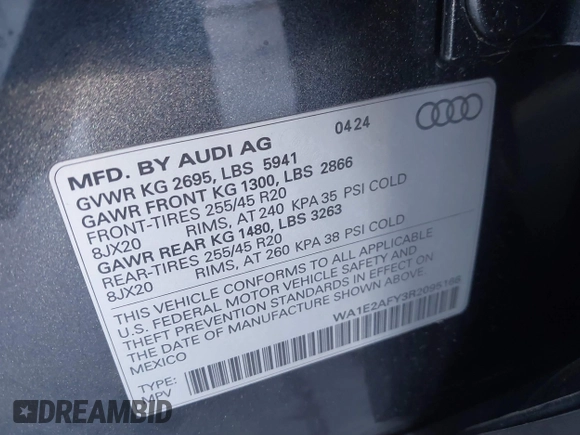 MFD. BY AUDI AG 0424
GVWR KG 2695, LBS 5941
GAWR FRONT KG 1300, LBS 2866
FRONT-TIRES 255/45 R20
8JX20 RIMS, AT 240 KPA 35 PSI COLD
GAWR REAR KG 1480, LBS 3263
REAR-TIRES 255/45 R20
8JX20 RIMS, AT 260 KPA 38 PSI COLD
THIS VEHICLE CONFORMS TO ALL APPLICABLE
U.S. FEDERAL MOTOR VEHICLE SAFETY AND
THEFT PREVENTION STANDARDS IN EFFECT ON
THE DATE OF MANUFACTURE SHOWN ABOVE.
MEXICO WA1E2AFY3R2095166
TYPE:
MPV
DREAMBID